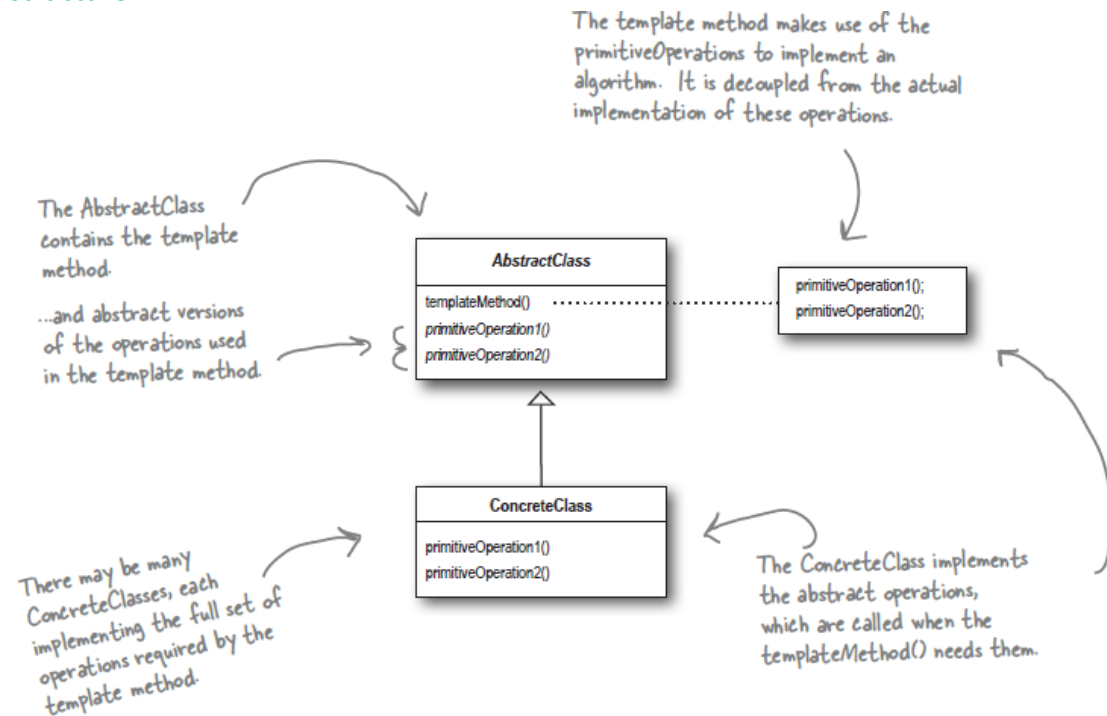 The template method makes use of the
primitiveOperations to implement an
algorithm. It is decoupled from the actual
implementation of these operations.
The AbstractClass
contains the template
method.
...and abstract versions
of the operations used
in the template method.
AbstractClass
templateMethod()
primitiveOperation1()
primitiveOperation2()
primitiveOperation1();
primitiveOperation2();
ConcreteClass
primitiveOperation1()
primitiveOperation2()
There may be many
ConcreteClasses, each
implementing the full set of
operations required by the
template method.
The ConcreteClass implements
the abstract operations,
which are called when the
templateMethod() needs them.